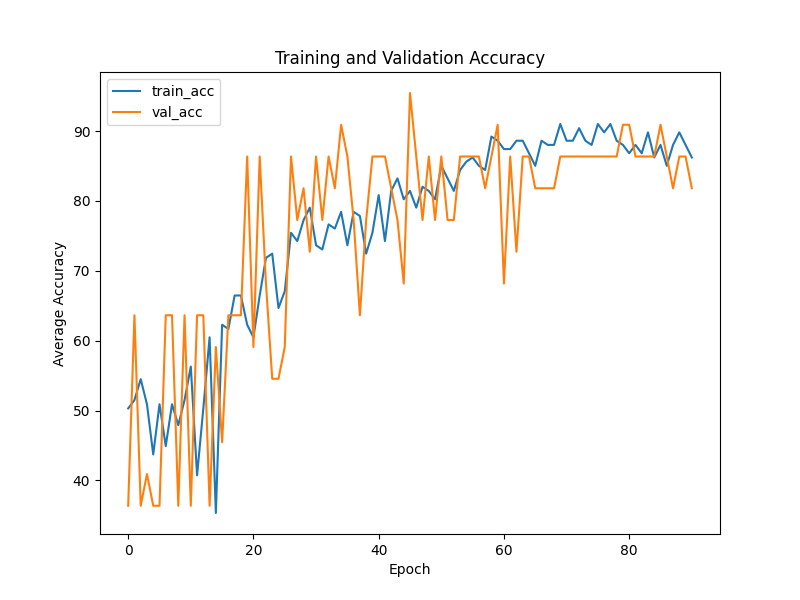 Training and Validation Accuracy
train_acc
val_acc
Average Accuracy
90
80
70
60
50
40
0 20 40 60 80
Epoch